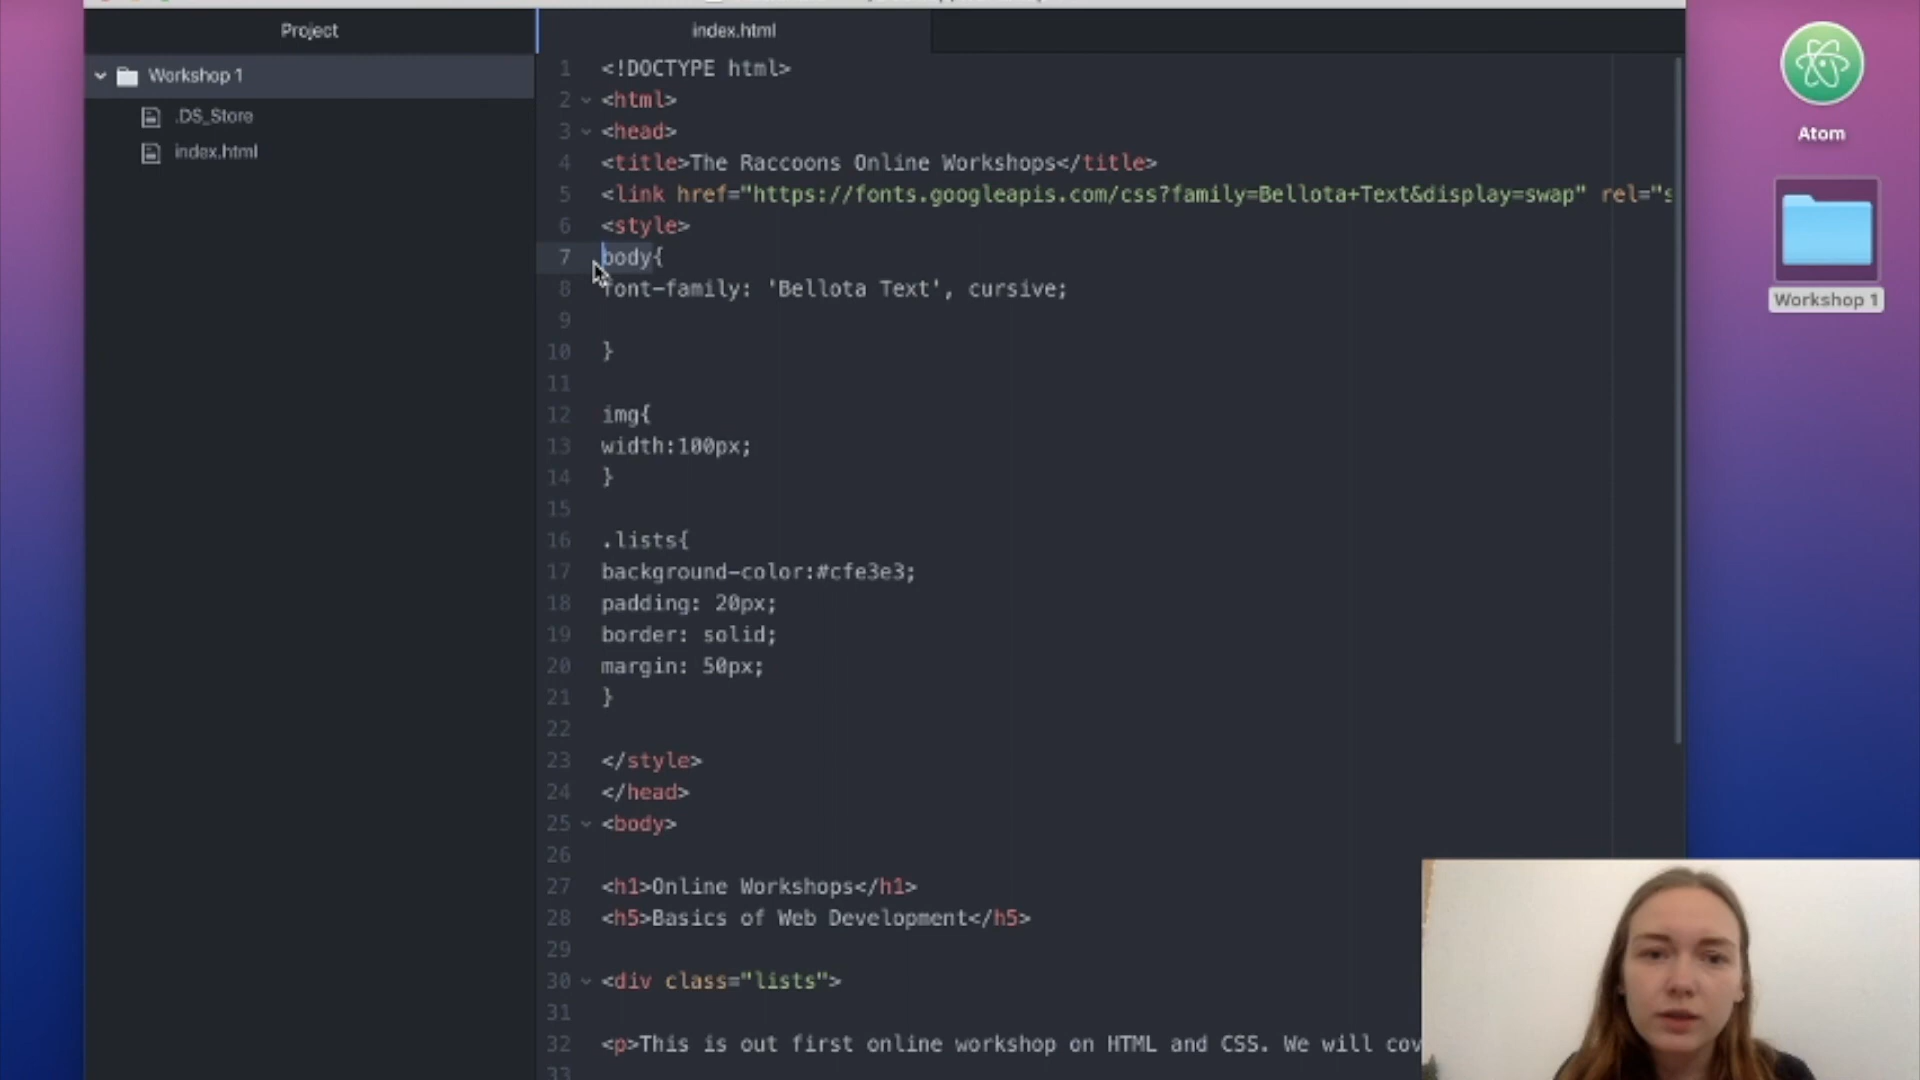 Project
index.html
Workshop 1
.DS_Store
index.html
1 <!DOCTYPE html>
2 <html>
3 <head>
4 <title>The Raccoons Online Workshops</title>
5 <link href="https://fonts.googleapis.com/css?family=Bellota+Text&display=swap" rel="s
6 <style>
7 body{
8 font-family: 'Bellota Text', cursive;
9
10 }
11
12 img{
13 width:100px;
14 }
15
16 .lists{
17 background-color:#cfe3e3;
18 padding: 20px;
19 border: solid;
20 margin: 50px;
21 }
22
23 </style>
24 </head>
25 <body>
26
27 <h1>Online Workshops</h1>
28 <h5>Basics of Web Development</h5>
29
30 <div class="lists">
31
32 <p>This is out first online workshop on HTML and CSS. We will cov
33
Atom
Workshop 1